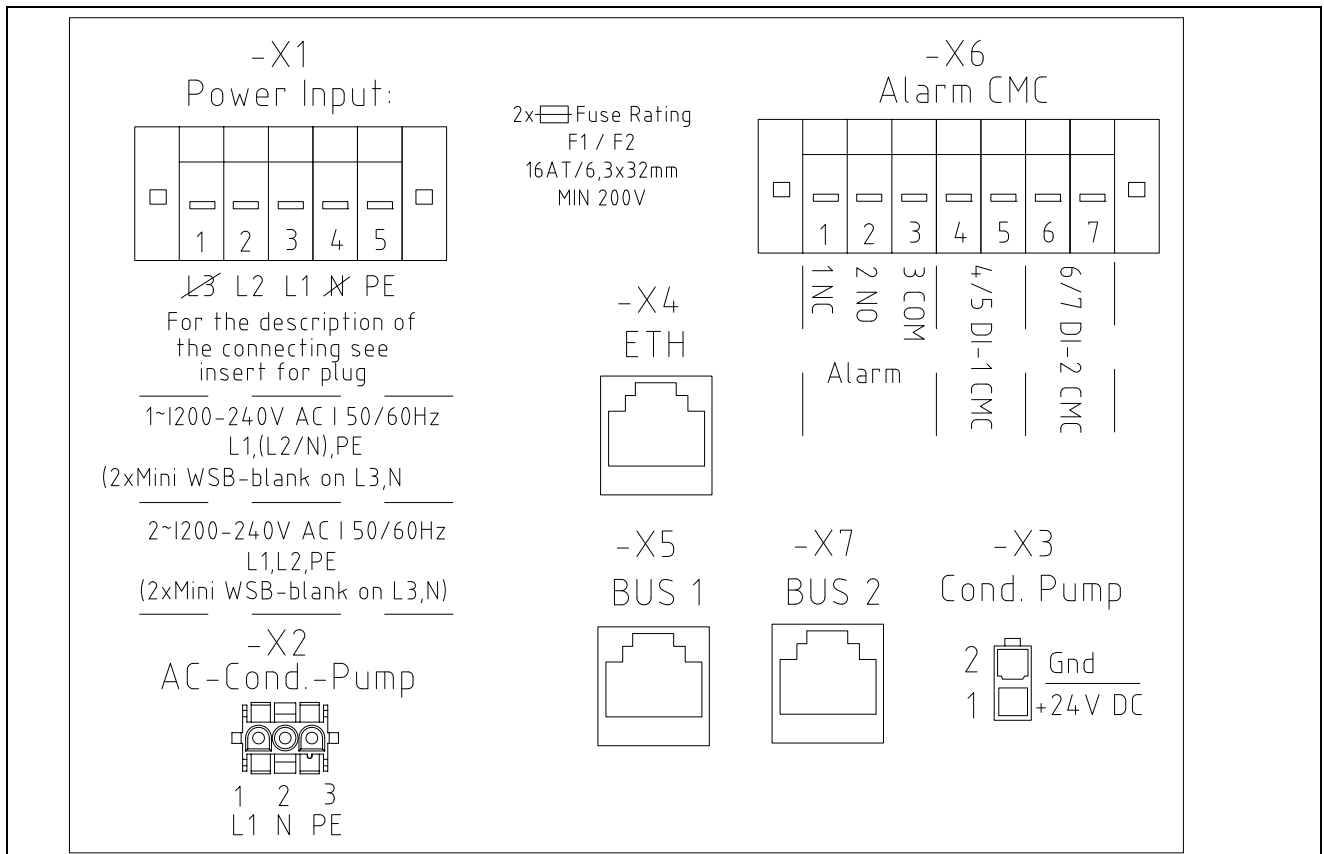 -X1
Power Input:
1 2 3 4 5
L3 L2 L1 N PE
For the description of
the connecting see
insert for plug
1~I200-240V AC I 50/60Hz
L1,(L2/N),PE
(2xMini WSB-blank on L3,N
2~I200-240V AC I 50/60Hz
L1,L2,PE
(2xMini WSB-blank on L3,N)
-X2
AC-Cond.-Pump
1 2 3
L1 N PE
2x Fuse Rating
F1 / F2
16AT/6,3x32mm
MIN 200V
-X6
Alarm CMC
1 2 3 4 5 6 7
1 NC
2 NO
3 COM
4/5 DI-1 CMC
6/7 DI-2 CMC
Alarm
-X4
ETH
-X5
BUS 1
-X7
BUS 2
-X3
Cond. Pump
2 Gnd
1 +24V DC